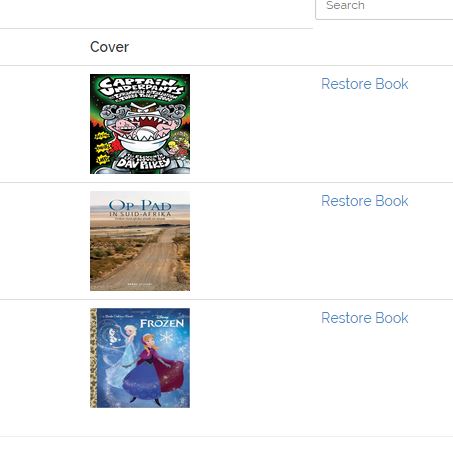 Search
Cover
CAPTAIN
UNDERPANTS
Restore Book
DAV PILKEY
OP PAD
IN SUID-AFRIKA
Restore Book
Disney
FROZEN
Restore Book